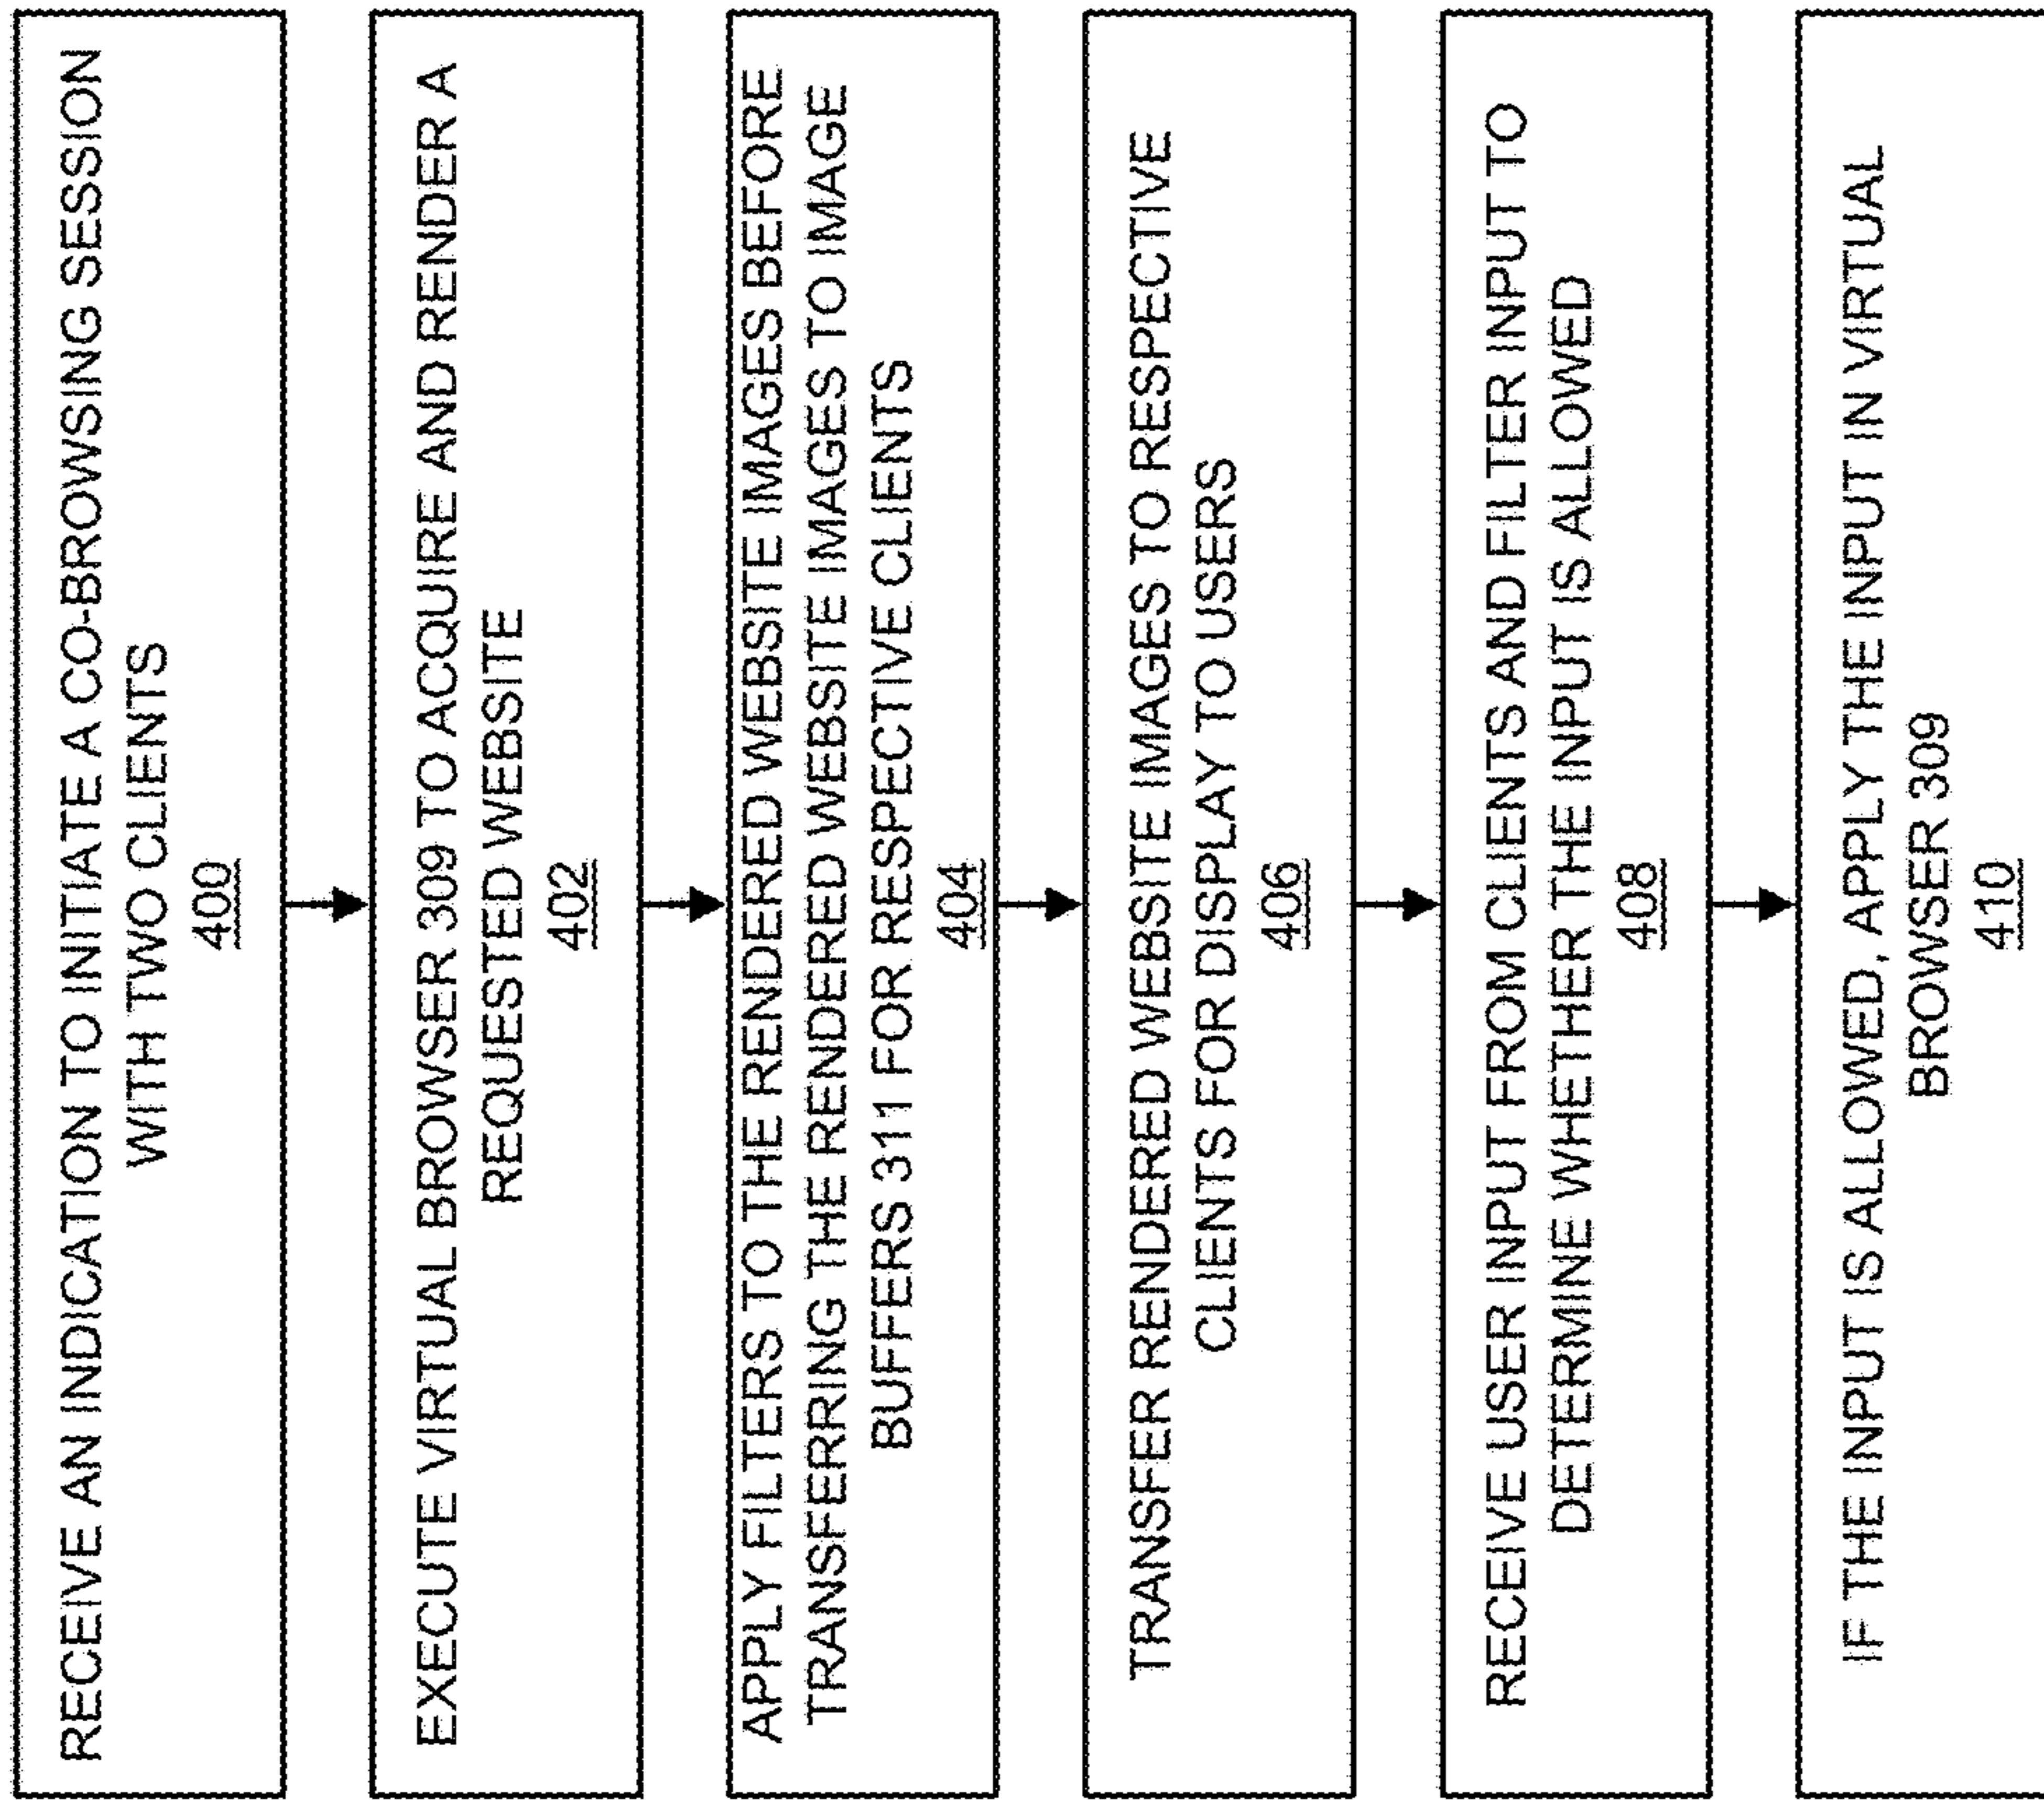 RECEIVE AN INDICATION TO INITIATE A CO-BROWSING SESSION
WITH TWO CLIENTS
400
EXECUTE VIRTUAL BROWSER 309 TO ACQUIRE AND RENDER A
REQUESTED WEBSITE
402
APPLY FILTERS TO THE RENDERED WEBSITE IMAGES BEFORE
TRANSFERRING THE RENDERED WEBSITE IMAGES TO IMAGE
BUFFERS 311 FOR RESPECTIVE CLIENTS
404
TRANSFER RENDERED WEBSITE IMAGES TO RESPECTIVE
CLIENTS FOR DISPLAY TO USERS
406
RECEIVE USER INPUT FROM CLIENTS AND FILTER INPUT TO
DETERMINE WHETHER THE INPUT IS ALLOWED
408
IF THE INPUT IS ALLOWED, APPLY THE INPUT IN VIRTUAL
BROWSER 309
410